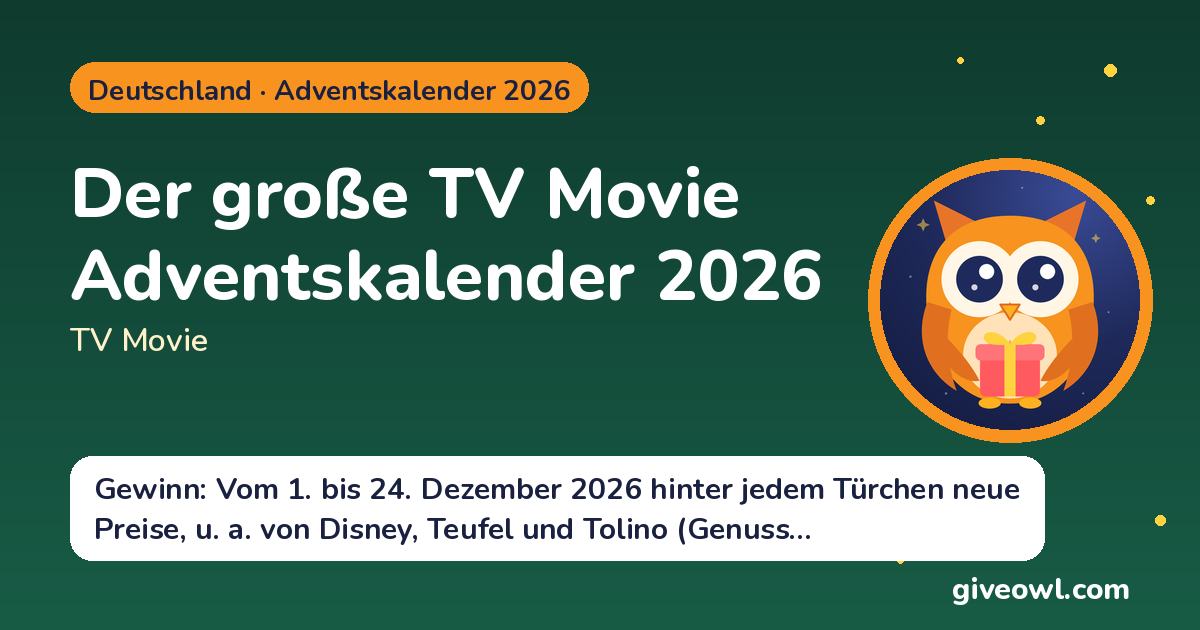 Deutschland · Adventskalender 2026
Der große TV Movie
Adventskalender 2026
TV Movie
Gewinn: Vom 1. bis 24. Dezember 2026 hinter jedem Türchen neue
Preise, u. a. von Disney, Teufel und Tolino (Genuss...
giveowl.com